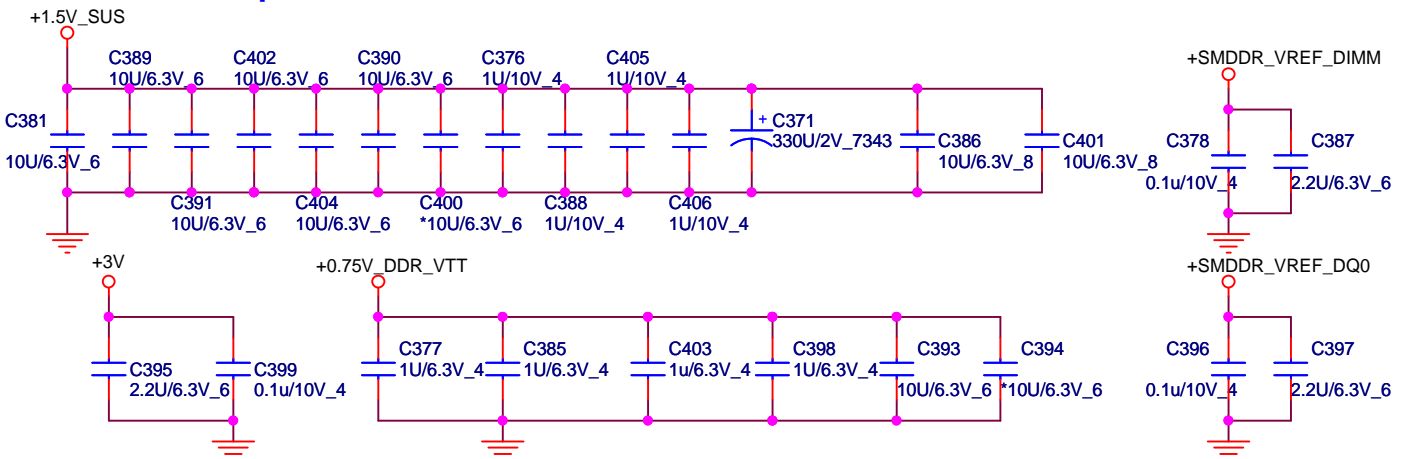 +1.5V_SUS
C389
10U/6.3V_6
C402
10U/6.3V_6
C390
10U/6.3V_6
C376
1U/10V_4
C405
1U/10V_4
C381
10U/6.3V_6
+ C371
330U/2V_7343
C386
10U/6.3V_8
C401
10U/6.3V_8
C391
10U/6.3V_6
C404
10U/6.3V_6
C400
*10U/6.3V_6
C388
1U/10V_4
C406
1U/10V_4
+SMDDR_VREF_DIMM
C378
0.1u/10V_4
C387
2.2U/6.3V_6
+3V
C395
2.2U/6.3V_6
C399
0.1u/10V_4
+0.75V_DDR_VTT
C377
1U/6.3V_4
C385
1U/6.3V_4
C403
1u/6.3V_4
C398
1U/6.3V_4
C393
10U/6.3V_6
C394
*10U/6.3V_6
+SMDDR_VREF_DQ0
C396
0.1u/10V_4
C397
2.2U/6.3V_6